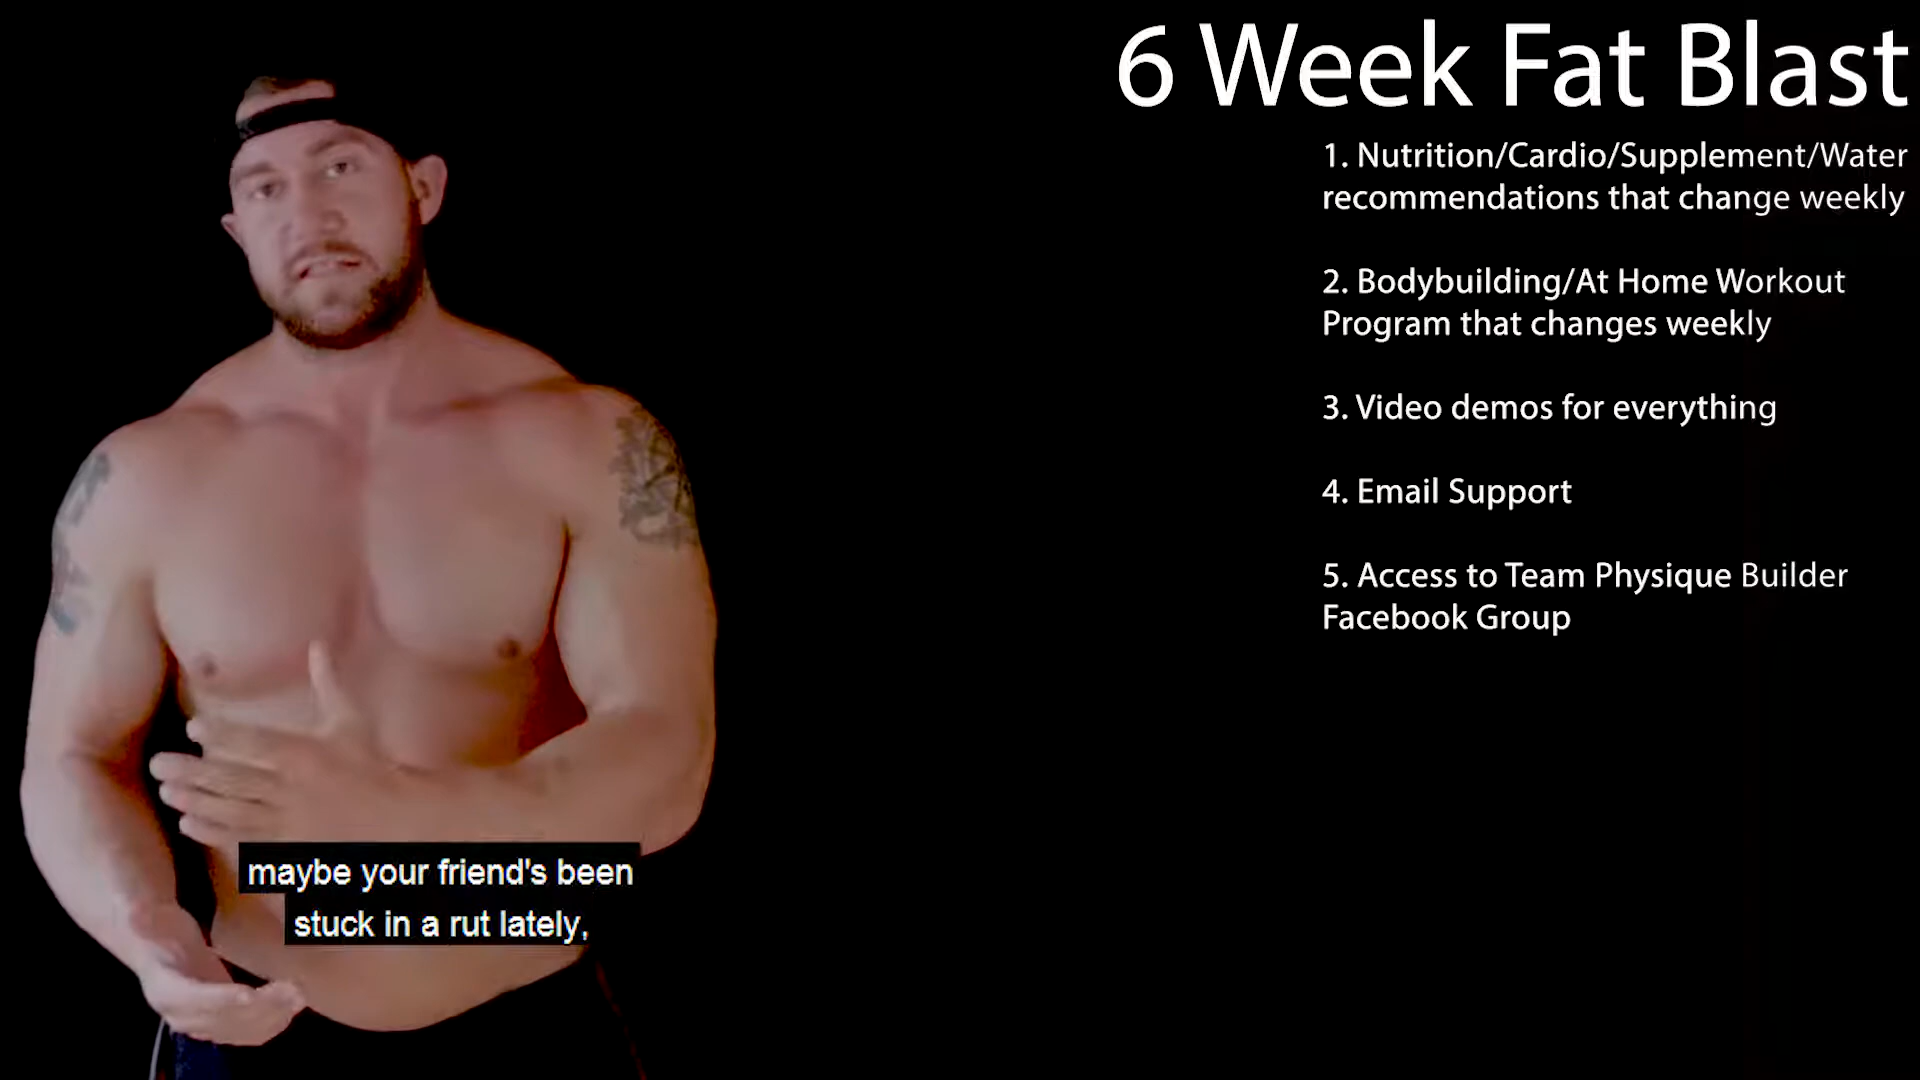 6 Week Fat Blast
1. Nutrition/Cardio/Supplement/Water
recommendations that change weekly
2. Bodybuilding/At Home Workout
Program that changes weekly
3. Video demos for everything
4. Email Support
5. Access to Team Physique Builder
Facebook Group
maybe your friend's been
stuck in a rut lately,